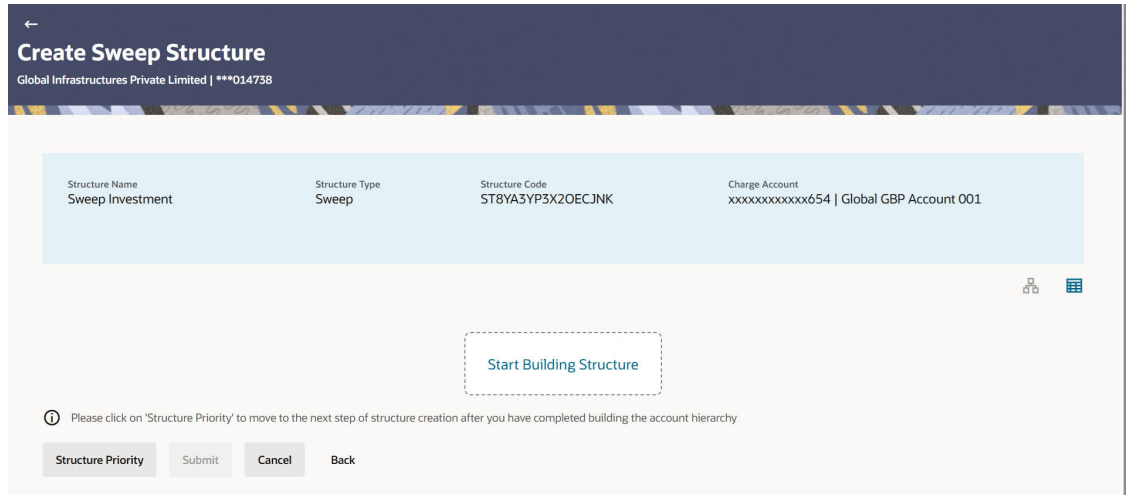 Create Sweep Structure
Global Infrastructures Private Limited | ***014738
Structure Name
Sweep Investment
Structure Type
Sweep
Structure Code
ST8YA3YP3X2OECJNK
Charge Account
xxxxxxxxxxxx654 | Global GBP Account 001
Start Building Structure
Please click on 'Structure Priority' to move to the next step of structure creation after you have completed building the account hierarchy
Structure Priority Submit Cancel Back